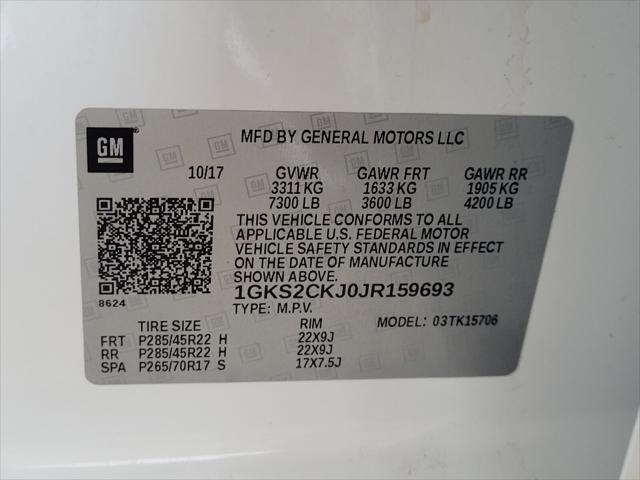 GM
MFD BY GENERAL MOTORS LLC
10/17 GVWR GAWR FRT GAWR RR
3311 KG 1633 KG 1905 KG
7300 LB 3600 LB 4200 LB
THIS VEHICLE CONFORMS TO ALL
APPLICABLE U.S. FEDERAL MOTOR
VEHICLE SAFETY STANDARDS IN EFFECT
ON THE DATE OF MANUFACTURE
SHOWN ABOVE.
8624
1GKS2CKJ0JR159693
TYPE: M.P.V.
TIRE SIZE RIM MODEL: 03TK15706
FRT P285/45R22 H 22X9J
RR P285/45R22 H 22X9J
SPA P265/70R17 S 17X7.5J